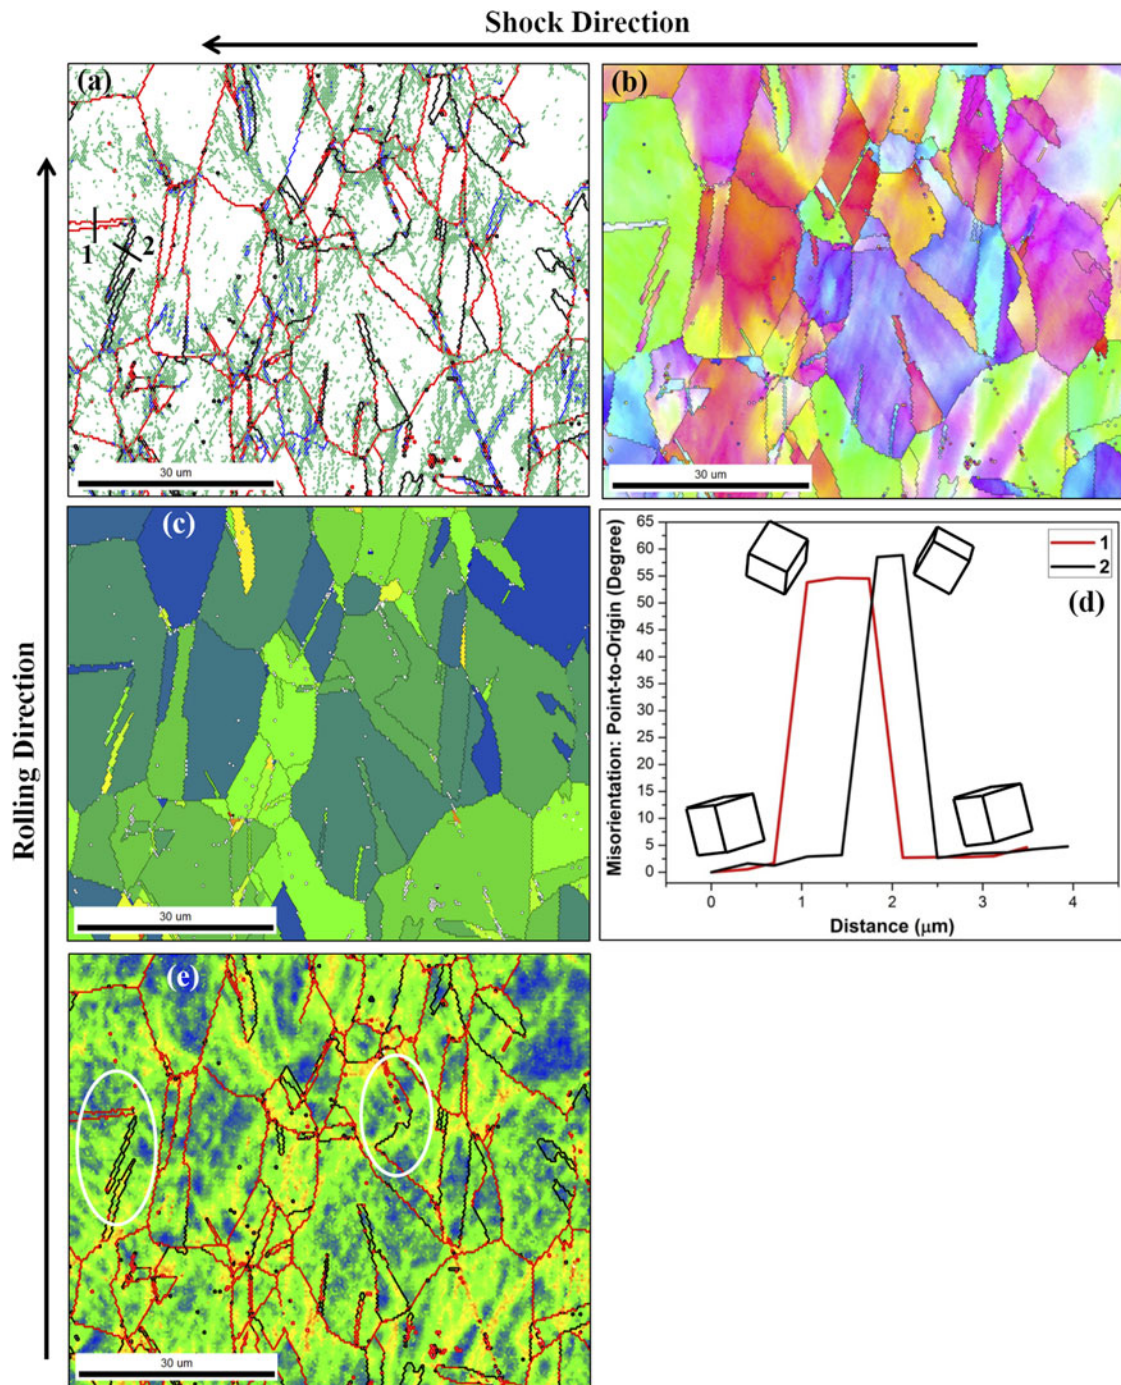 Shock Direction
Rolling Direction
(a)
1
2
30 um
(b)
30 um
(c)
30 um
(d)
Misorientation: Point-to-Origin (Degree)
65
60
55
50
45
40
35
30
25
20
15
10
5
0
1
2
0
1
2
3
4
Distance (μm)
(e)
30 um